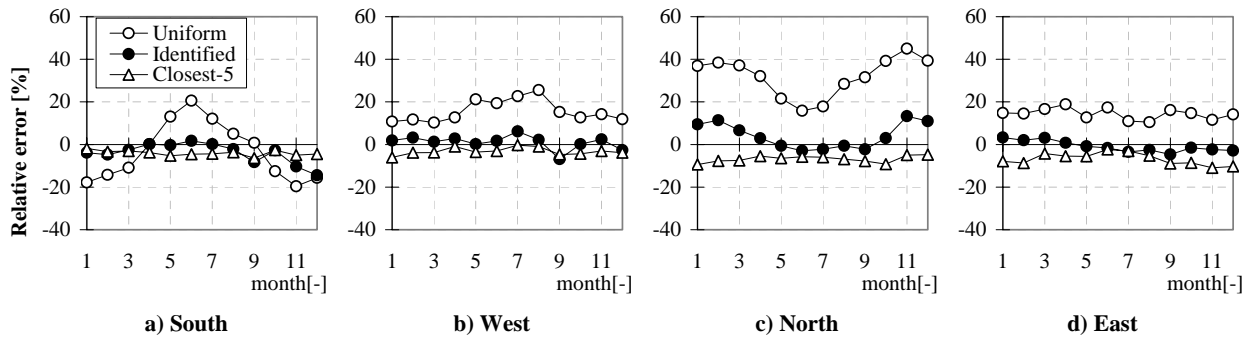 60 60 60 60
Uniform
Identified
Closest-5
40 40 40 40
20 20 20 20
0 0 0 0
-20 -20 -20 -20
-40 -40 -40 -40
Relative error [%]
1 3 5 7 9 11 1 3 5 7 9 11 1 3 5 7 9 11 1 3 5 7 9 11
month[-] month[-] month[-] month[-]
a) South b) West c) North d) East